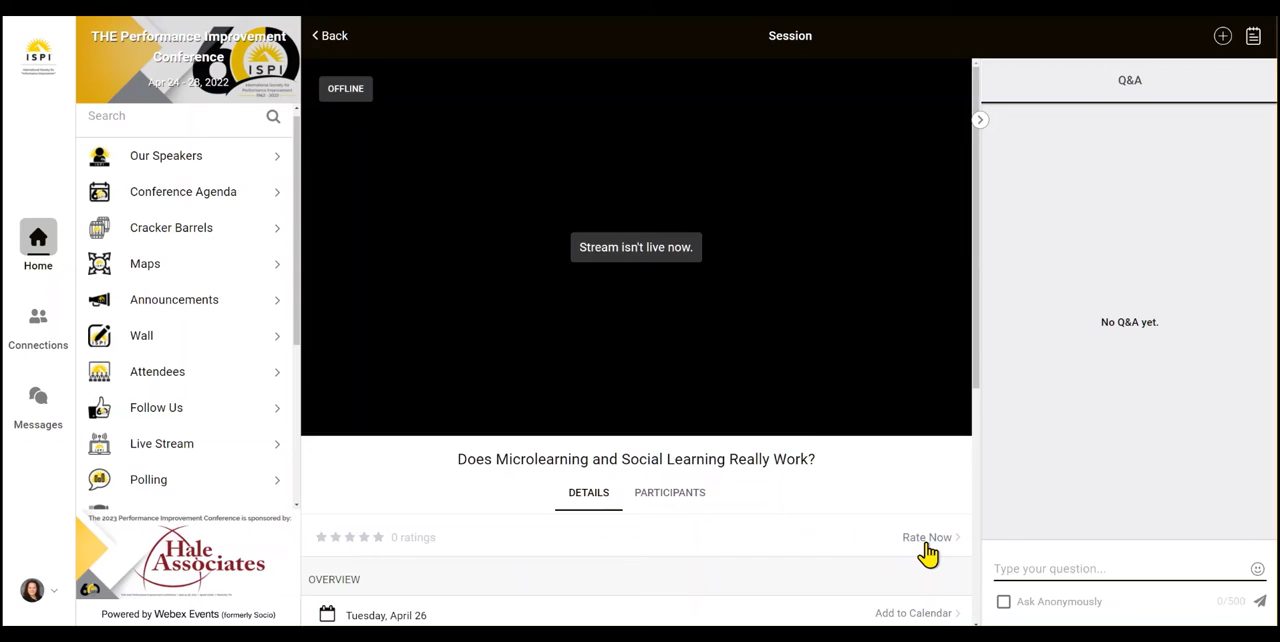 ISPI
THE Performance Improvement
Conference
Apr 24 - 28, 2022
60
ISPI
Search
Our Speakers
Conference Agenda
Cracker Barrels
Maps
Announcements
Wall
Attendees
Follow Us
Live Stream
Polling
The 2023 Performance Improvement Conference is sponsored by:
Hale
Associates
Powered by Webex Events (formerly Socio)
Home
Connections
Messages
Back
Session
OFFLINE
Stream isn't live now.
Does Microlearning and Social Learning Really Work?
DETAILS
PARTICIPANTS
0 ratings
Rate Now
OVERVIEW
Tuesday, April 26
Add to Calendar
Q&A
No Q&A yet.
Type your question...
Ask Anonymously
0/500